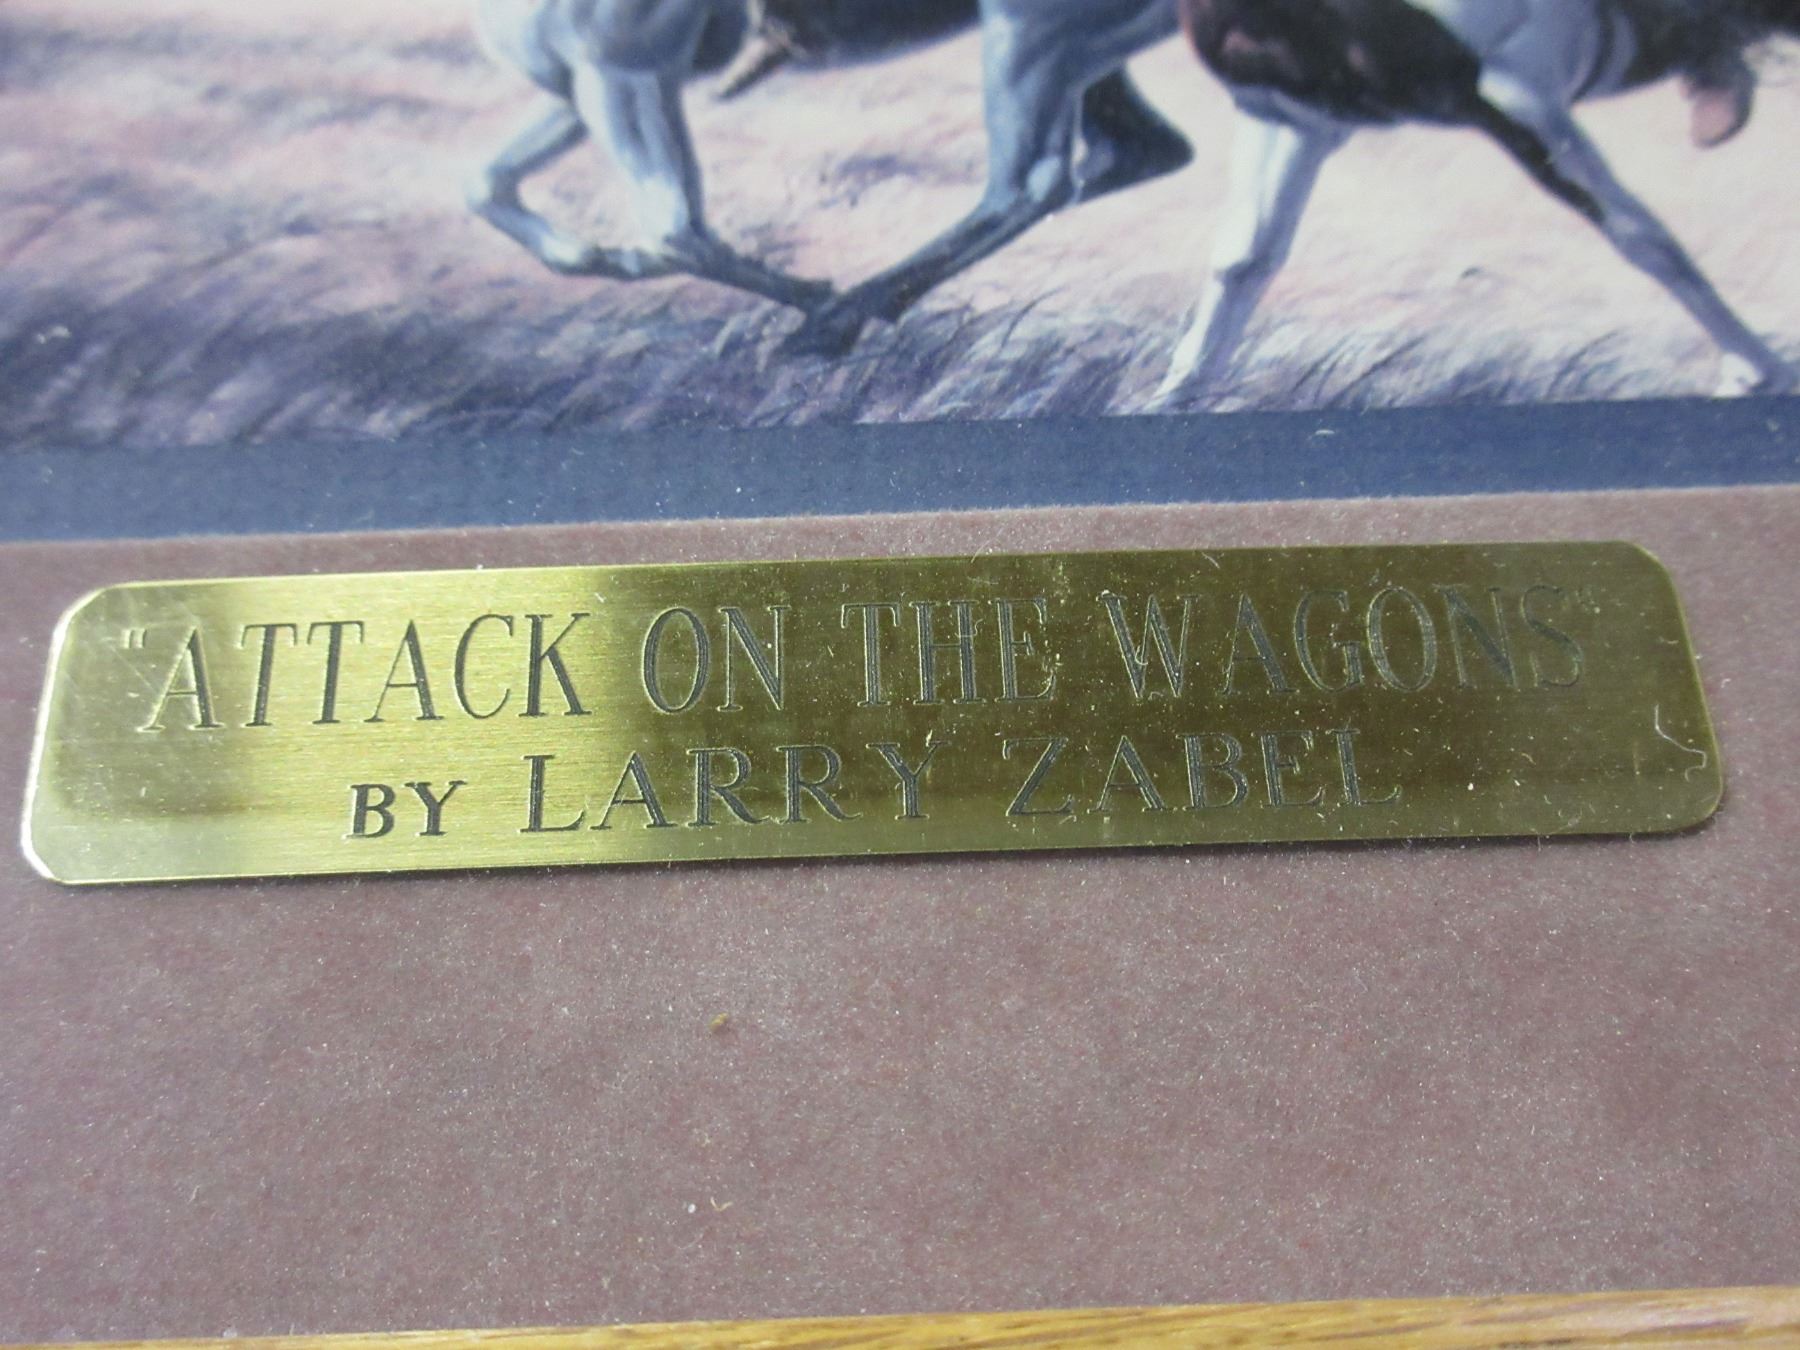 "ATTACK ON THE WAGONS"
BY LARRY ZABEL